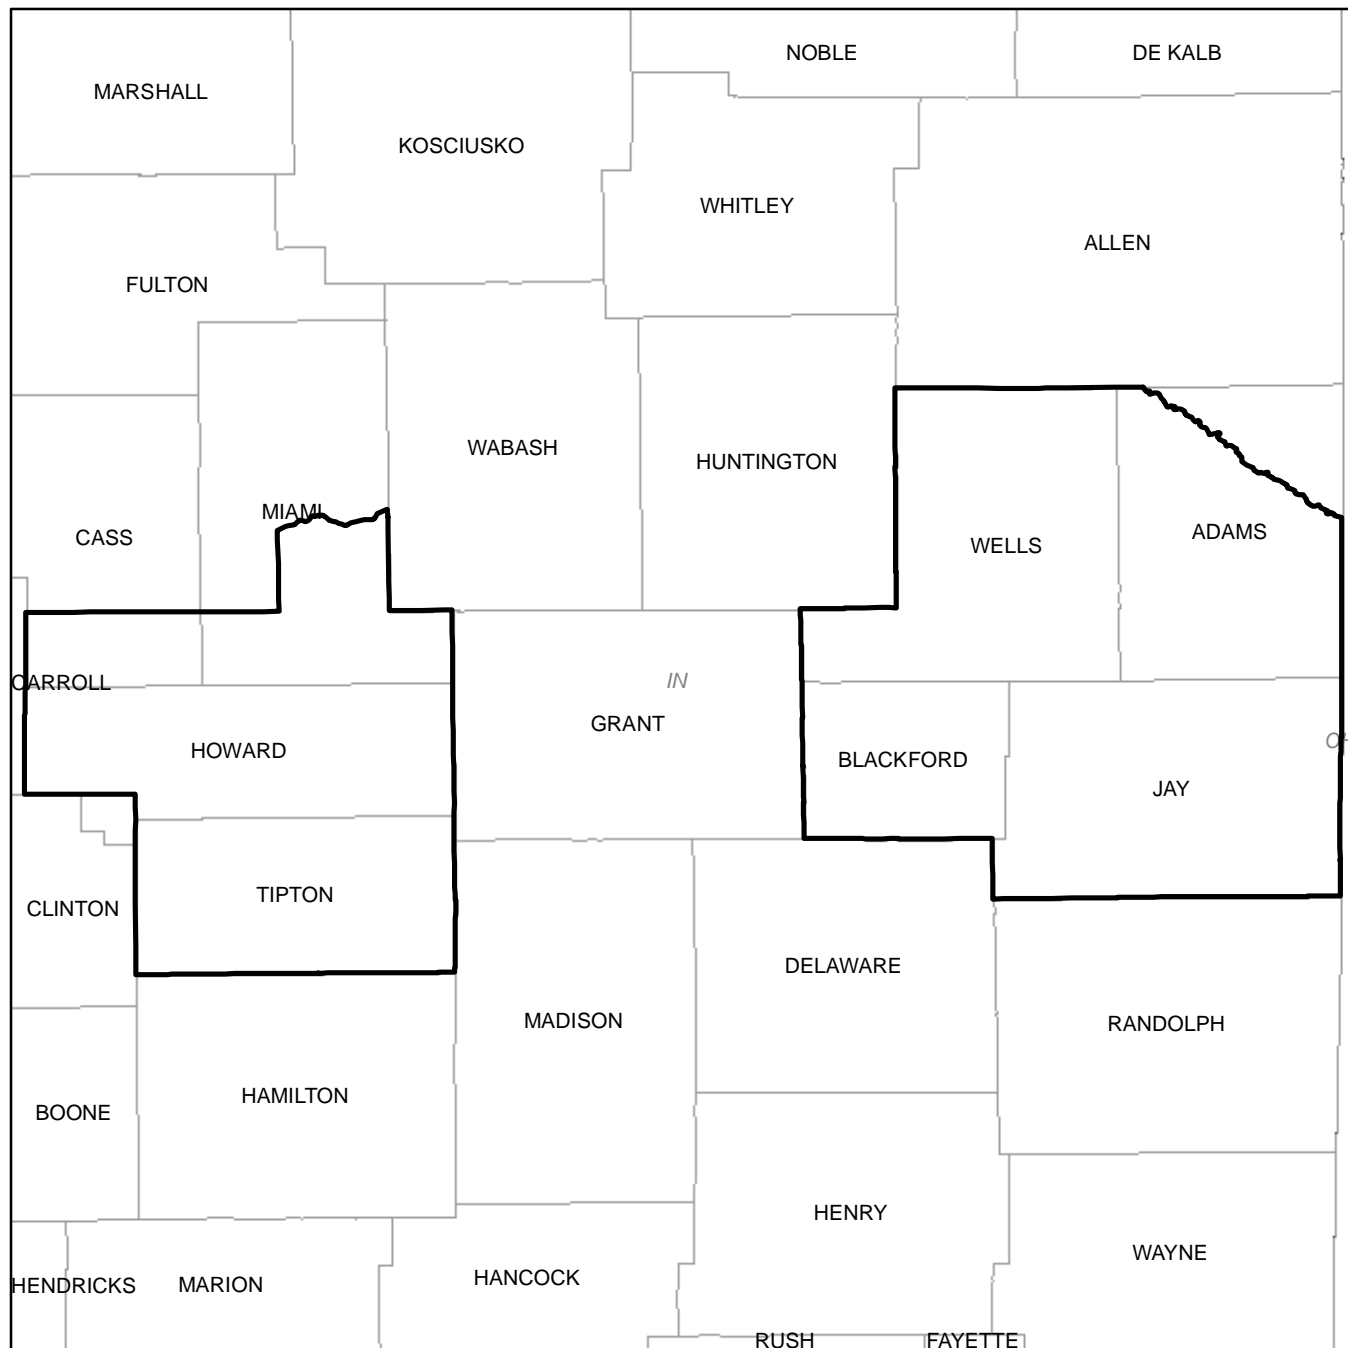 NOBLE
DE KALB
MARSHALL
KOSCIUSKO
WHITLEY
ALLEN
FULTON
WABASH
HUNTINGTON
MIAMI
CASS
WELLS
ADAMS
CARROLL
IN
GRANT
OH
HOWARD
BLACKFORD
JAY
TIPTON
CLINTON
DELAWARE
MADISON
RANDOLPH
HAMILTON
BOONE
HENRY
WAYNE
HANCOCK
HENDRICKS
MARION
RUSH
FAYETTE